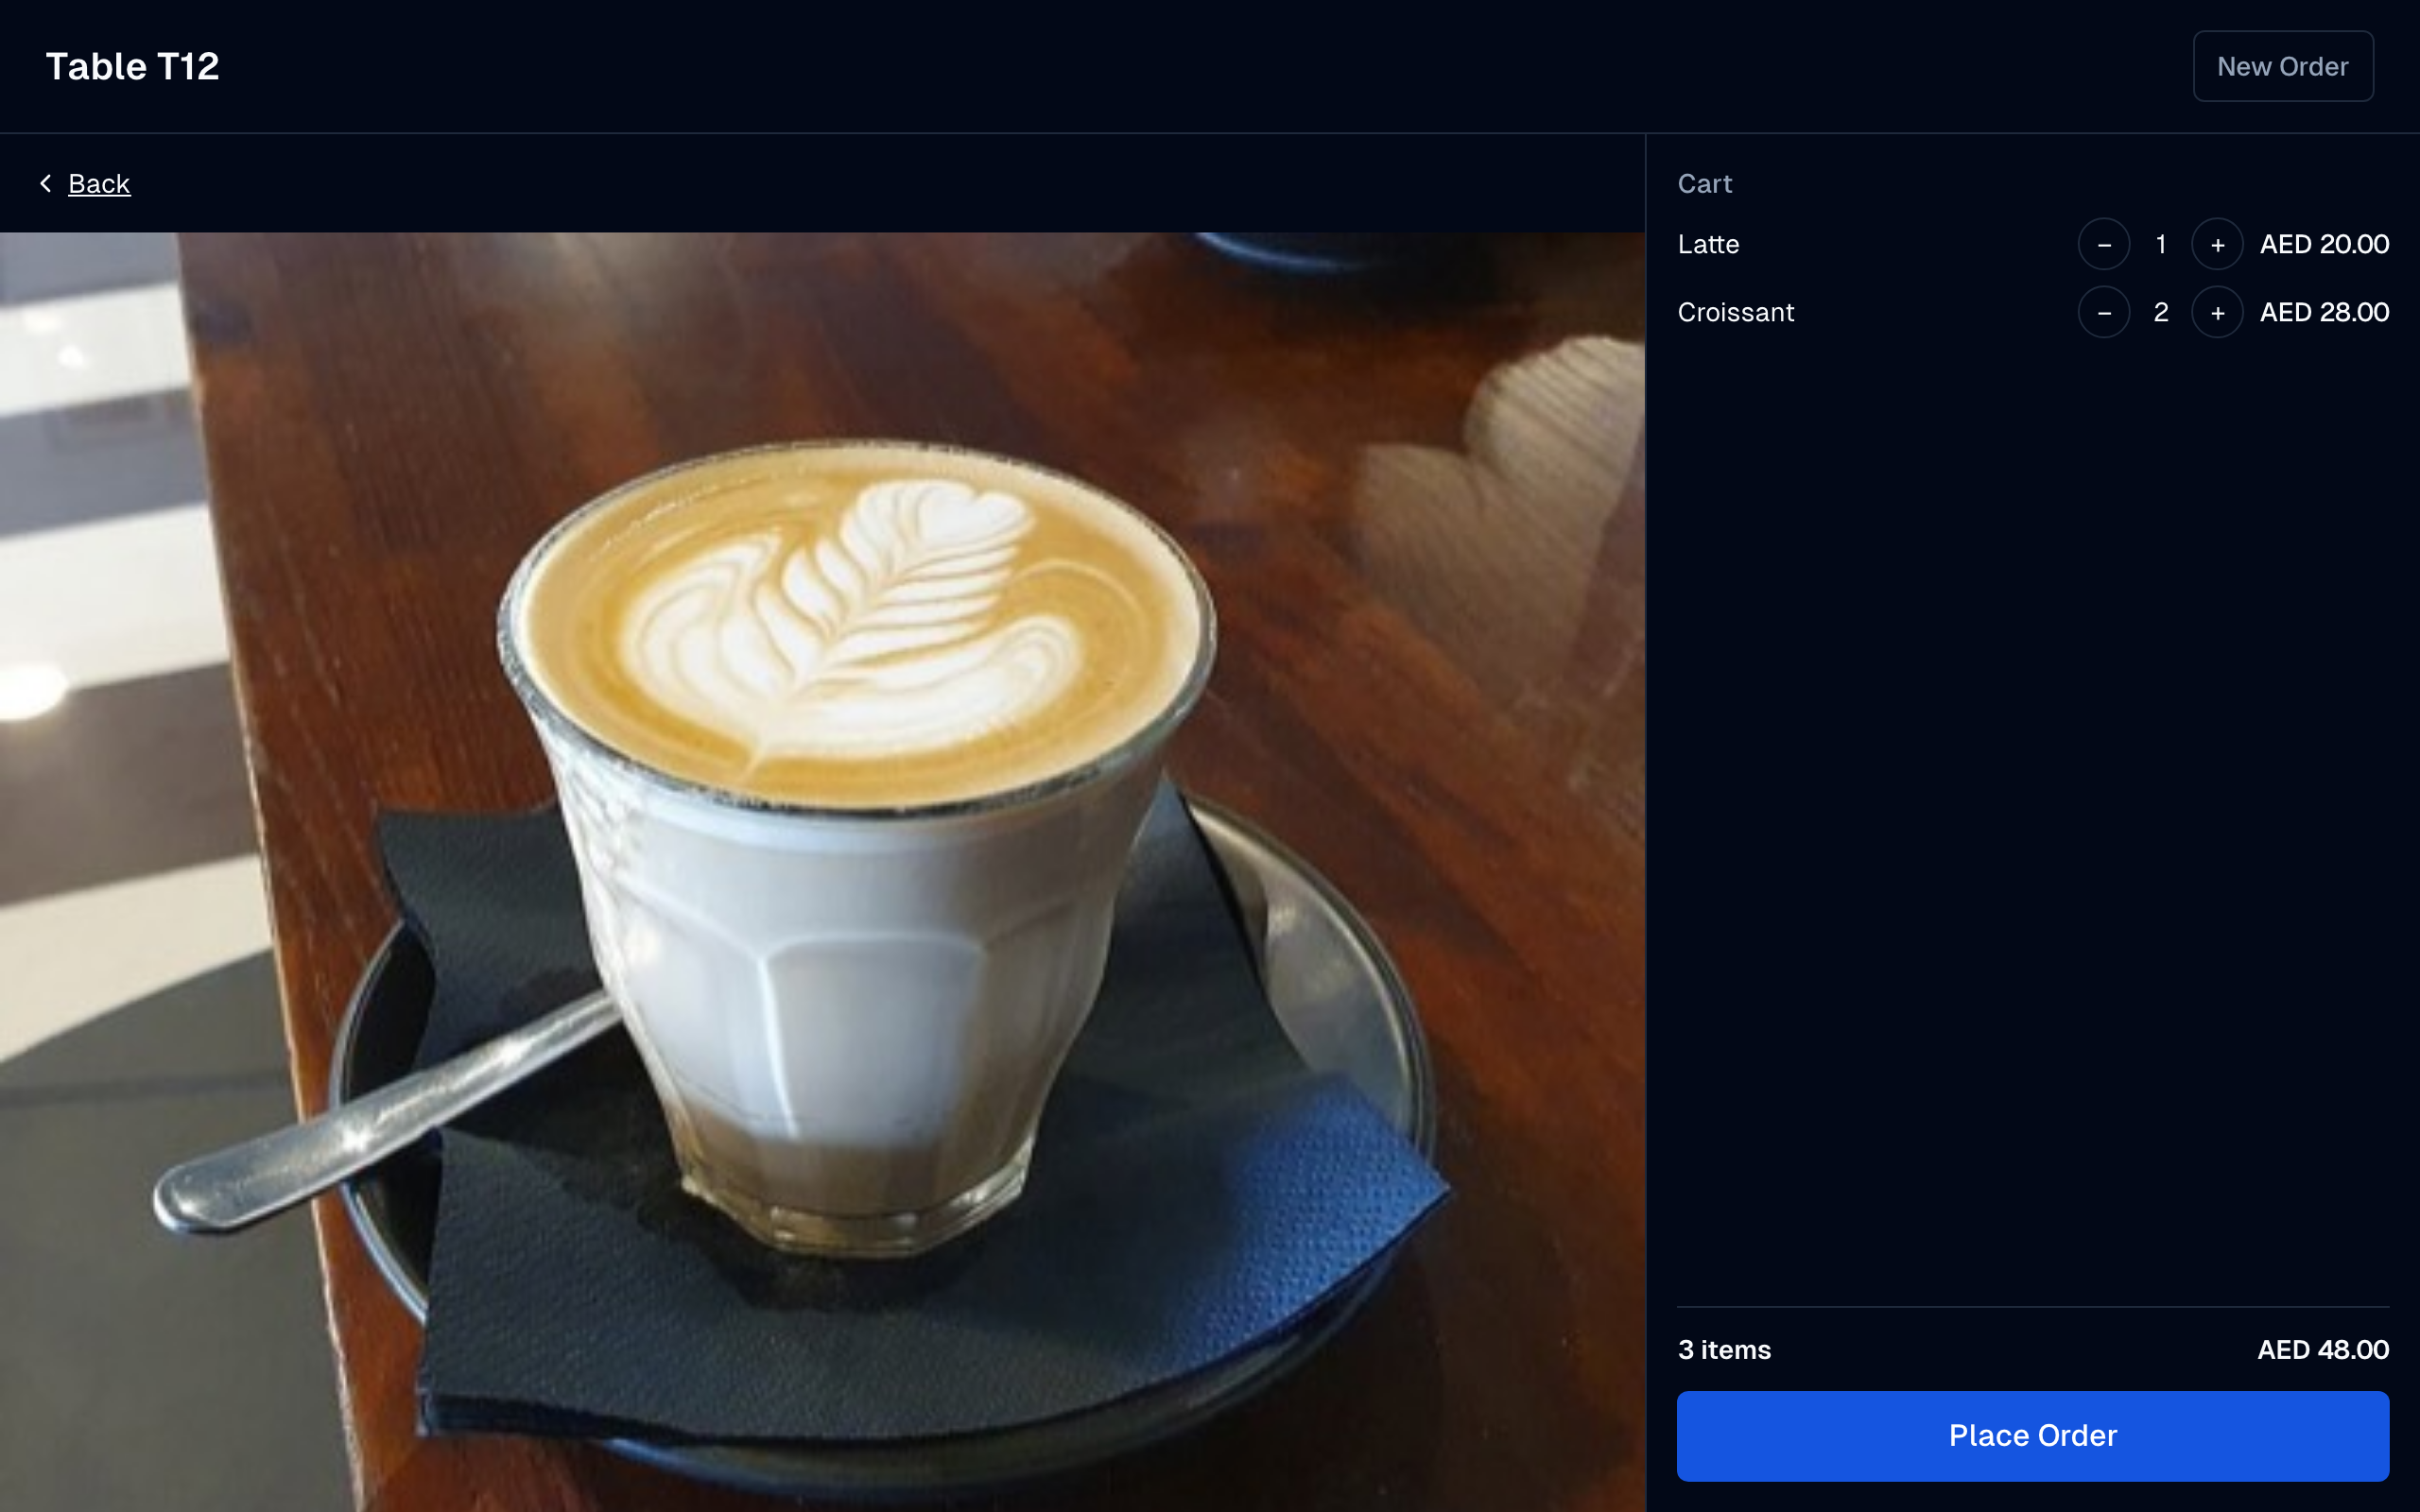 Table T12
New Order
Back
Cart
Latte − 1 + AED 20.00
Croissant − 2 + AED 28.00
3 items AED 48.00
Place Order